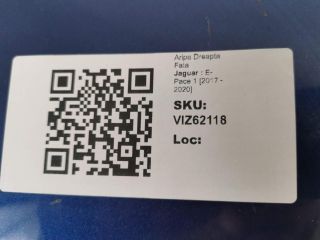 Aripa Dreapta
Fata
Jaguar : E-
Pace 1 [2017 -
2020]
SKU:
VIZ62118
Loc: